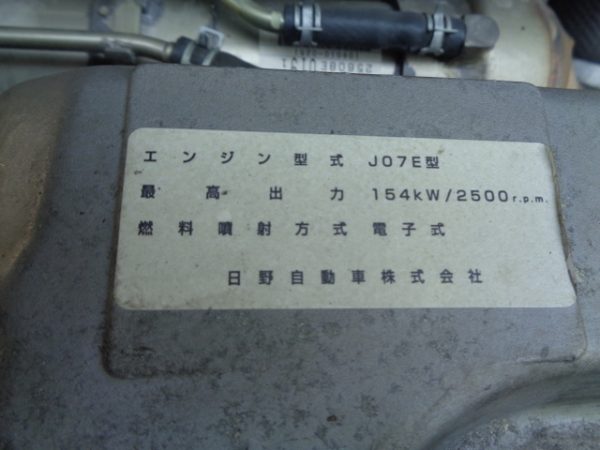 エンジン型式 J07E型
最高出力 154kW/2500r.p.m.
燃料噴射方式 電子式
日野自動車株式会社